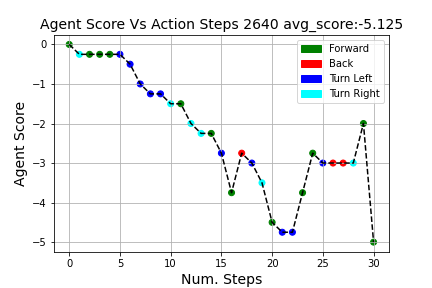 Agent Score Vs Action Steps 2640 avg_score:-5.125
Forward
Back
Turn Left
Turn Right
Agent Score
0
−1
−2
−3
−4
−5
0 5 10 15 20 25 30
Num. Steps